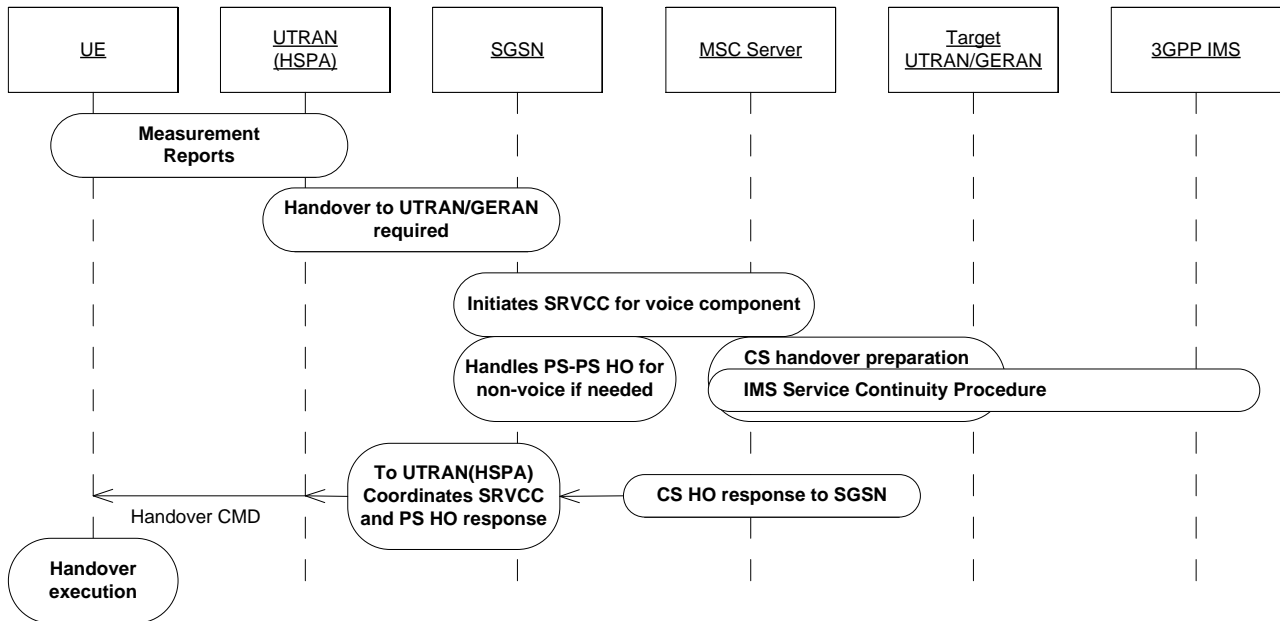 UE
UTRAN
(HSPA)
SGSN
MSC Server
Target
UTRAN/GERAN
3GPP IMS
Measurement
Reports
Handover to UTRAN/GERAN
required
Initiates SRVCC for voice component
Handles PS-PS HO for
non-voice if needed
CS handover preparation
IMS Service Continuity Procedure
To UTRAN(HSPA)
Coordinates SRVCC
and PS HO response
CS HO response to SGSN
Handover CMD
Handover
execution